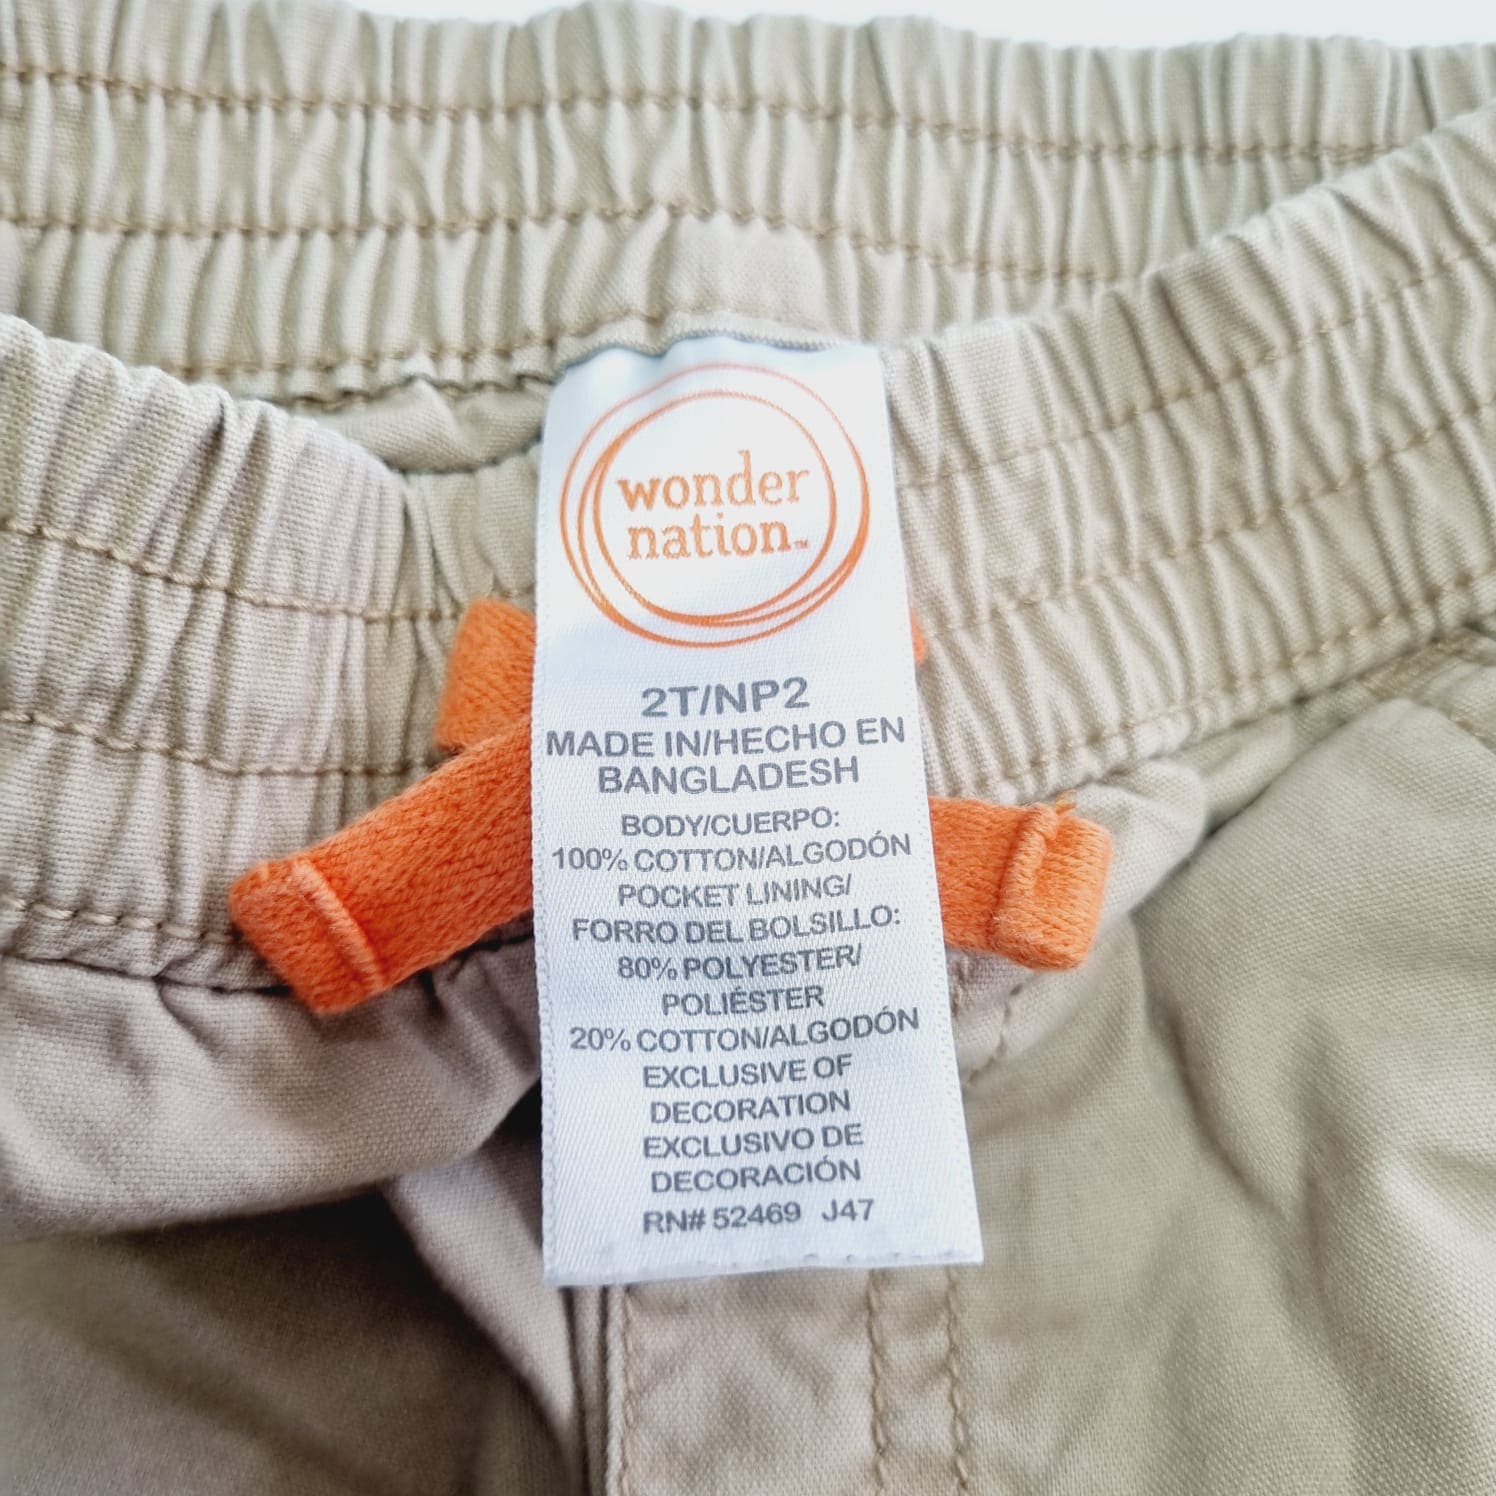 wonder
nation™
2T/NP2
MADE IN/HECHO EN
BANGLADESH
BODY/CUERPO:
100% COTTON/ALGODÓN
POCKET LINING/
FORRO DEL BOLSILLO:
80% POLYESTER/
POLIÉSTER
20% COTTON/ALGODÓN
EXCLUSIVE OF
DECORATION
EXCLUSIVO DE
DECORACIÓN
RN# 52469 J47